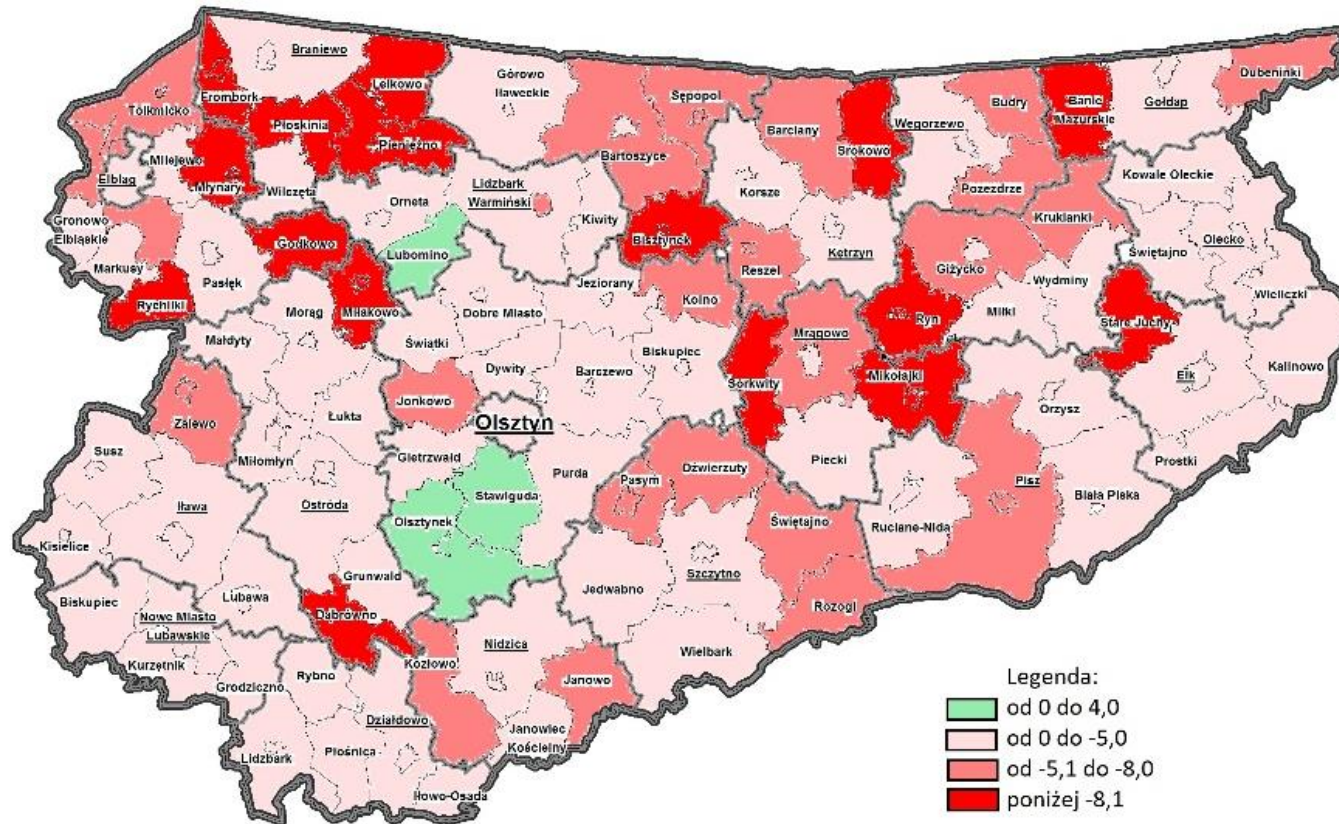 Braniewo
Frombork
Lelkowo
Górowo
Iławeckie
Sępopol
Tolkmicko
Płoskinia
Pieniężno
Bartoszyce
Barciany
Srokowo
Węgorzewo
Budry
Banie
Mazurskie
Gołdap
Dubeninki
Milejewo
Elbląg
Młynary
Wilczęta
Orneta
Lidzbark
Warmiński
Kiwity
Korsze
Pozezdrze
Kruklanki
Kowale Oleckie
Gronowo
Elbląskie
Markusy
Pasłęk
Godkowo
Lubomino
Bisztynek
Reszel
Kętrzyn
Giżycko
Świętajno
Olecko
Rychliki
Miłakowo
Morąg
Jeziorany
Kolno
Dobre Miasto
Mrągowo
Ryn
Miłki
Wydminy
Stare Juchy
Wieliczki
Małdyty
Świątki
Dywity
Barczewo
Biskupiec
Sorkwity
Mikołajki
Ełk
Kalinowo
Zalewo
Łukta
Jonkowo
Olsztyn
Orzysz
Susz
Miłomłyn
Gietrzwałd
Purda
Dźwierzuty
Piecki
Prostki
Iława
Ostróda
Olsztynek
Stawiguda
Pasym
Świętajno
Ruciane-Nida
Pisz
Biała Piska
Kisielice
Grunwald
Jedwabno
Szczytno
Rozogi
Biskupiec
Nowe Miasto
Lubawskie
Lubawa
Dąbrówno
Kurzętnik
Grodziczno
Rybno
Kozłowo
Nidzica
Janowo
Wielbark
Działdowo
Janowiec
Kościelny
Lidzbark
Płośnica
Iłowo-Osada
Legenda:
od 0 do 4,0
od 0 do -5,0
od -5,1 do -8,0
poniżej -8,1